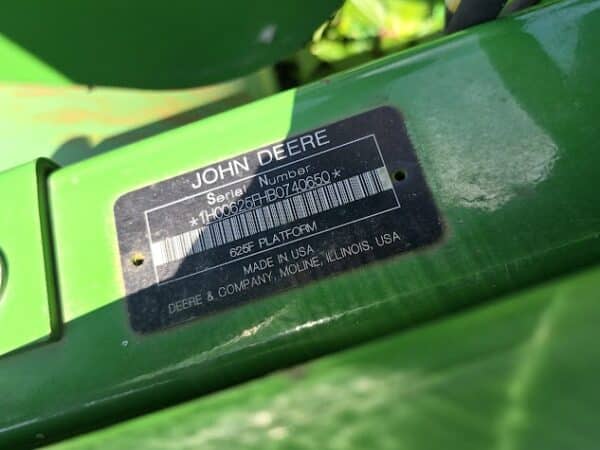 JOHN DEERE
Serial Number
*1H00625FHB0740650*
625F PLATFORM
MADE IN USA
DEERE & COMPANY, MOLINE, ILLINOIS, USA